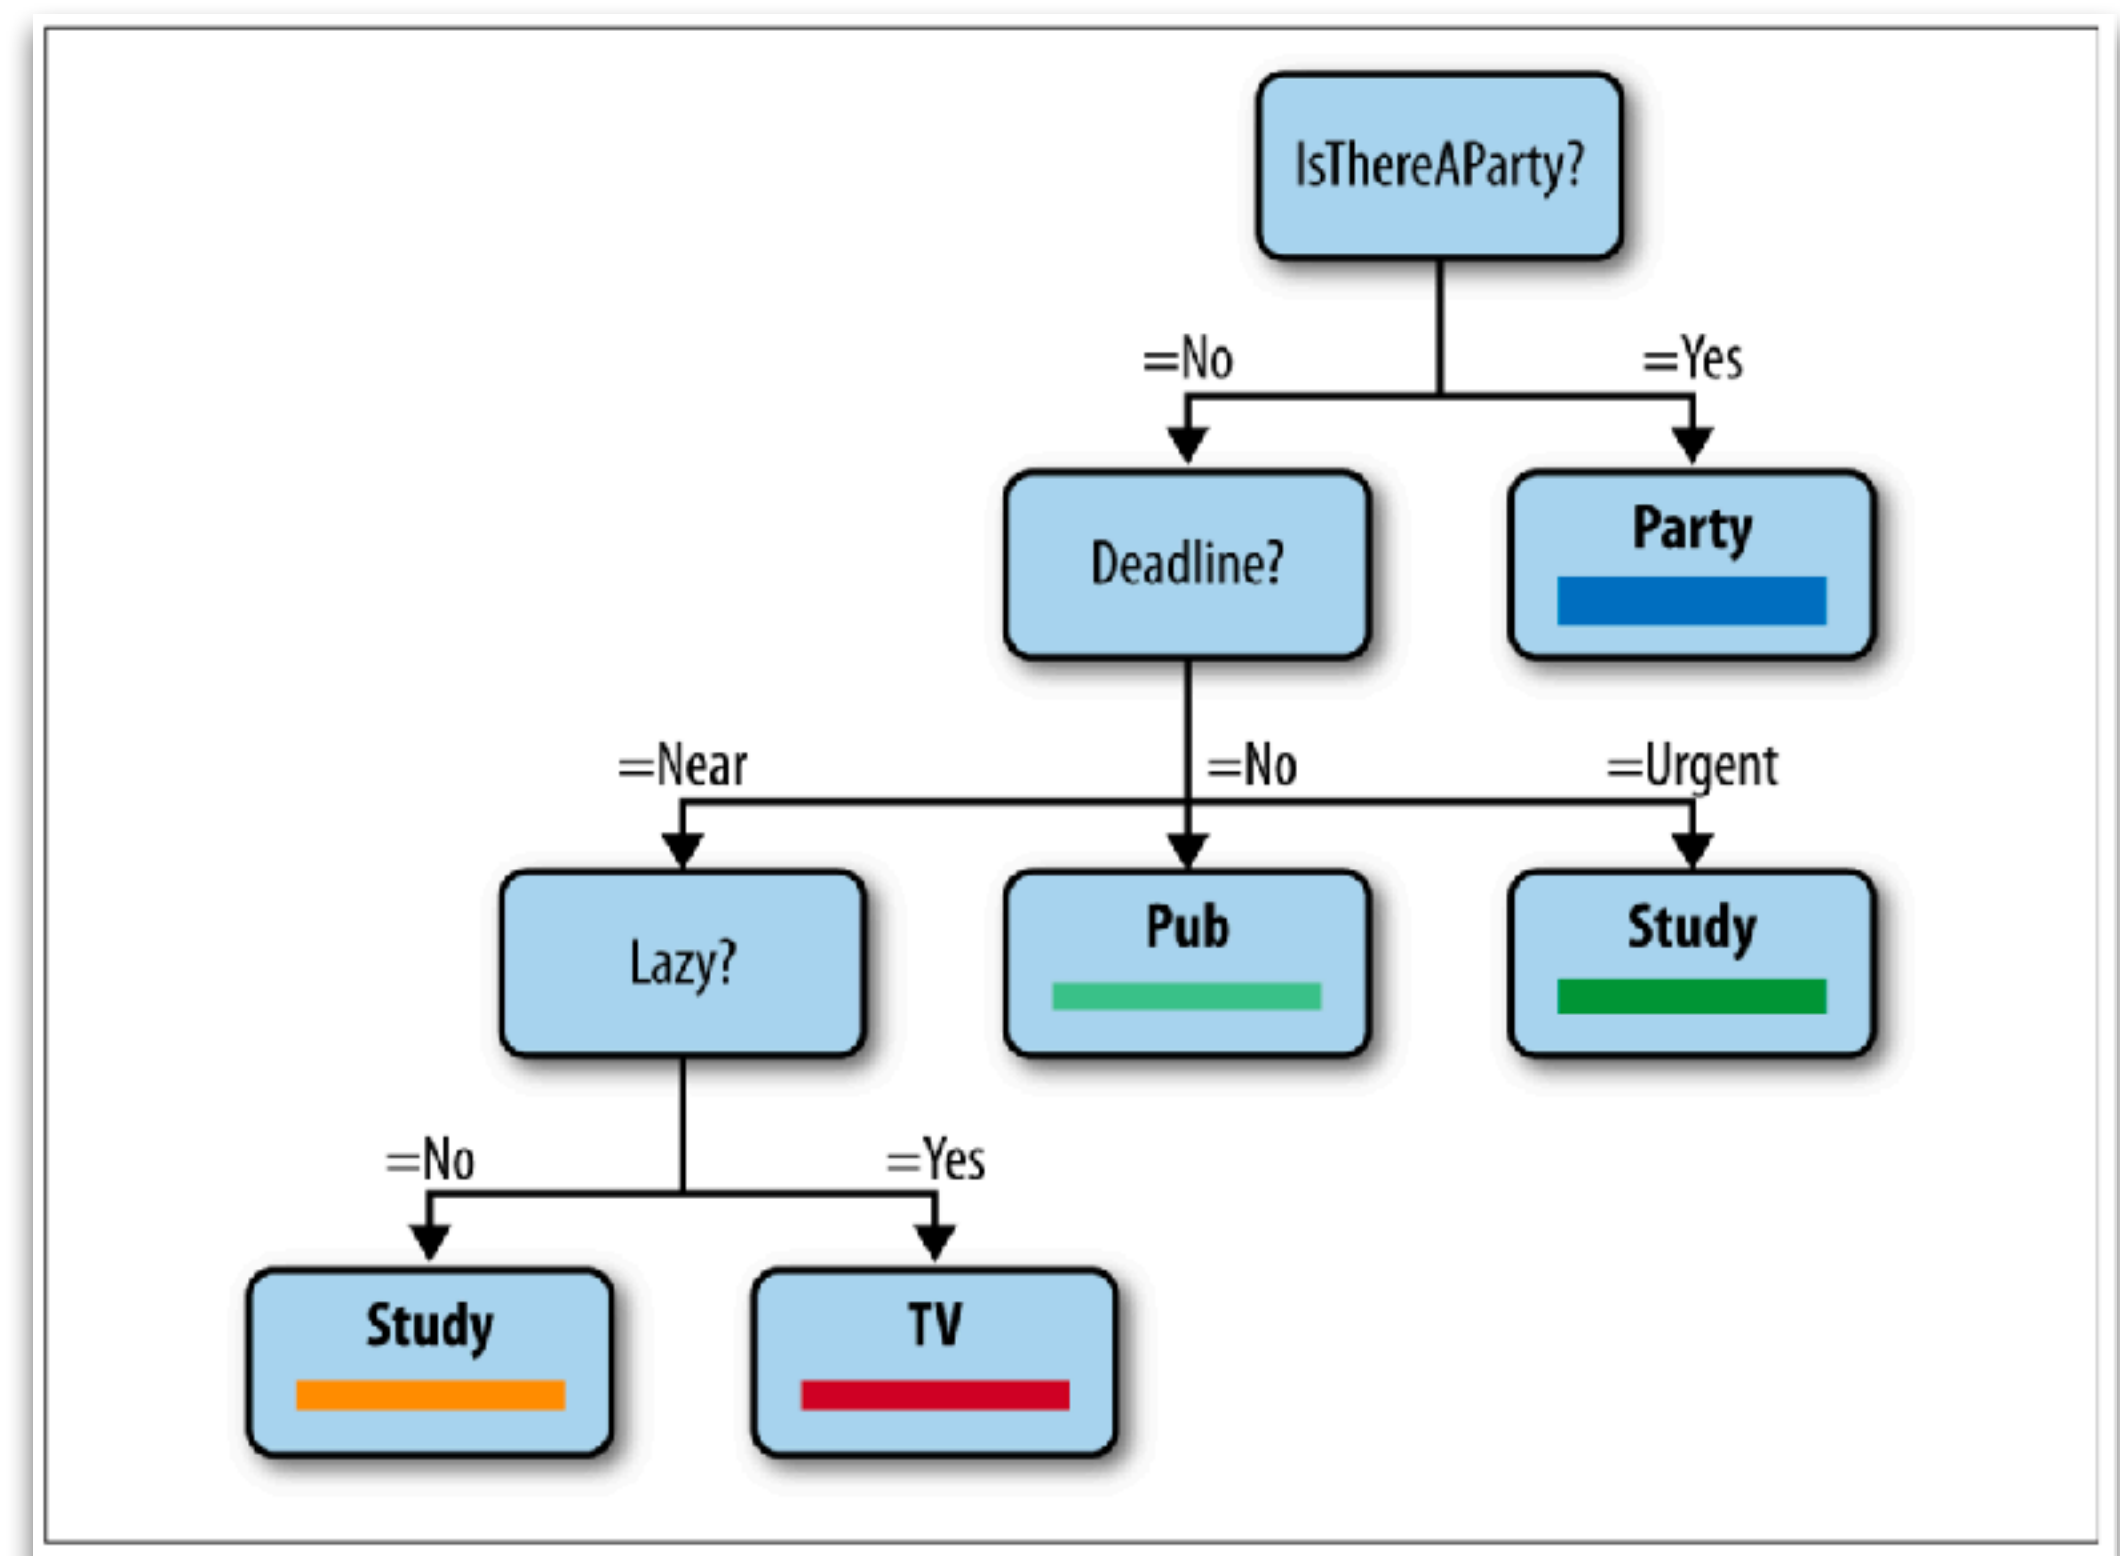 IsThereAParty?
=No
=Yes
Deadline?
Party
=Near
=No
=Urgent
Lazy?
Pub
Study
=No
=Yes
Study
TV